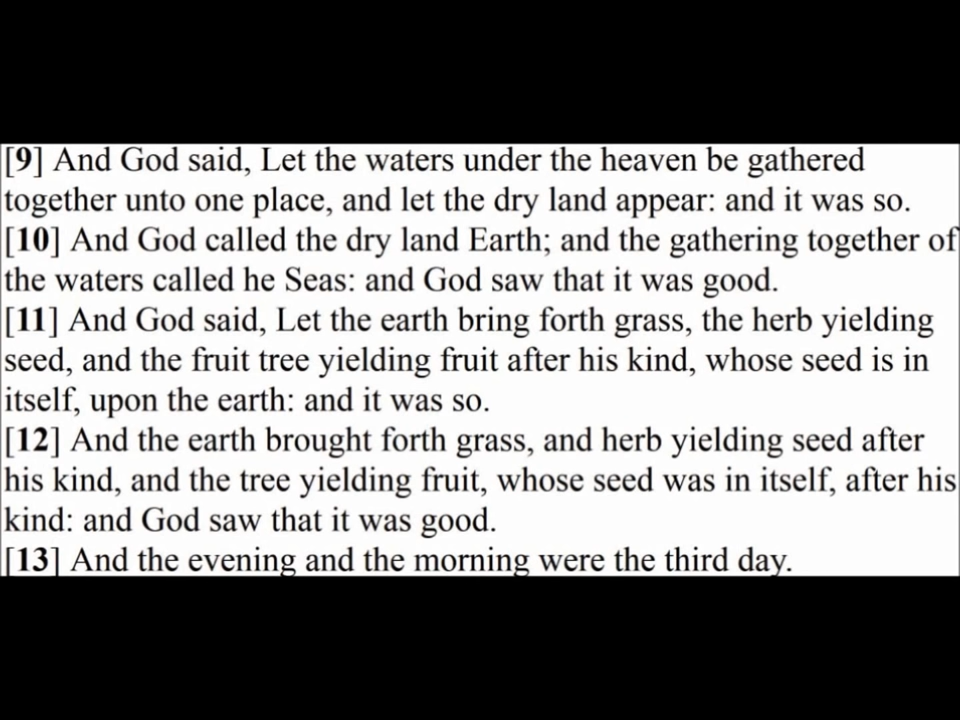 [9] And God said, Let the waters under the heaven be gathered
together unto one place, and let the dry land appear: and it was so.
[10] And God called the dry land Earth; and the gathering together of
the waters called he Seas: and God saw that it was good.
[11] And God said, Let the earth bring forth grass, the herb yielding
seed, and the fruit tree yielding fruit after his kind, whose seed is in
itself, upon the earth: and it was so.
[12] And the earth brought forth grass, and herb yielding seed after
his kind, and the tree yielding fruit, whose seed was in itself, after his
kind: and God saw that it was good.
[13] And the evening and the morning were the third day.